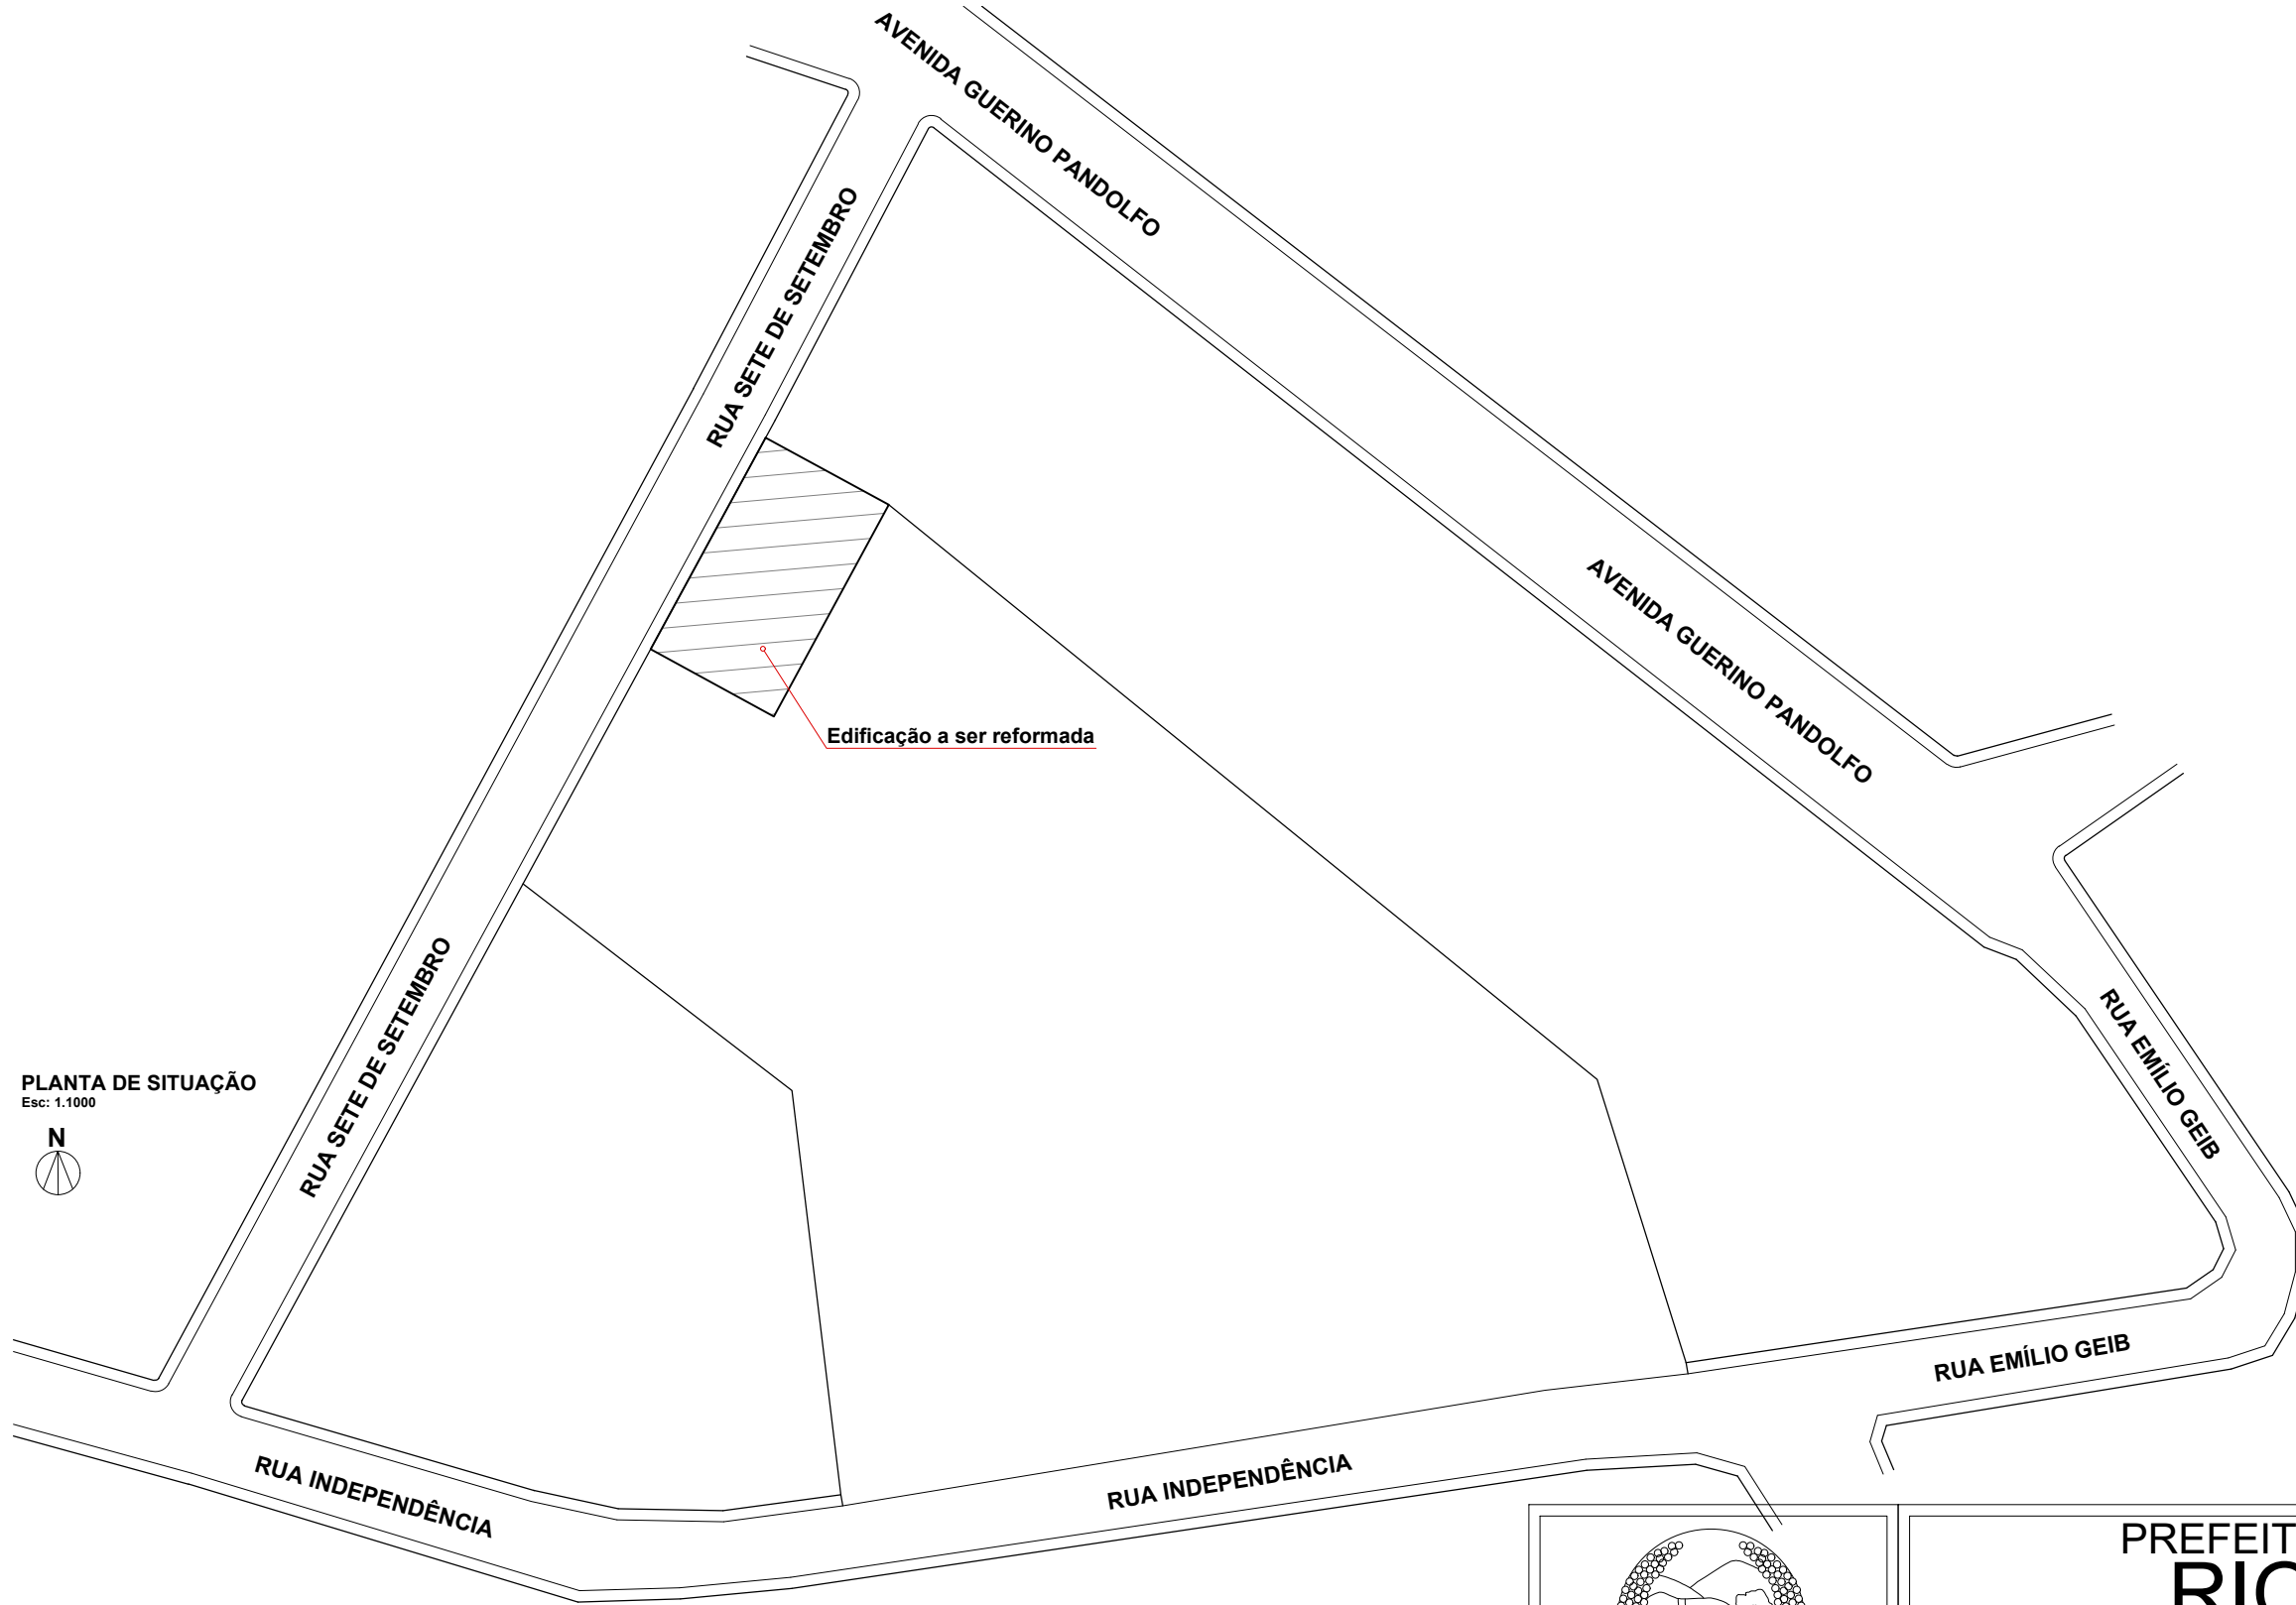 AVENIDA GUERINO PANDOLFO
RUA SETE DE SETEMBRO
AVENIDA GUERINO PANDOLFO
Edificação a ser reformada
RUA SETE DE SETEMBRO
RUA EMÍLIO GEIB
PLANTA DE SITUAÇÃO
Esc: 1.1000
N
RUA EMÍLIO GEIB
RUA INDEPENDÊNCIA
RUA INDEPENDÊNCIA
PREFEIT
RIO